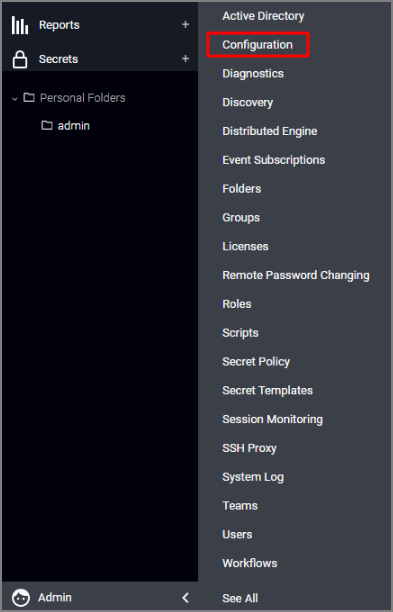 Reports +
Secrets +
Personal Folders
admin
Admin
Active Directory
Configuration
Diagnostics
Discovery
Distributed Engine
Event Subscriptions
Folders
Groups
Licenses
Remote Password Changing
Roles
Scripts
Secret Policy
Secret Templates
Session Monitoring
SSH Proxy
System Log
Teams
Users
Workflows
See All